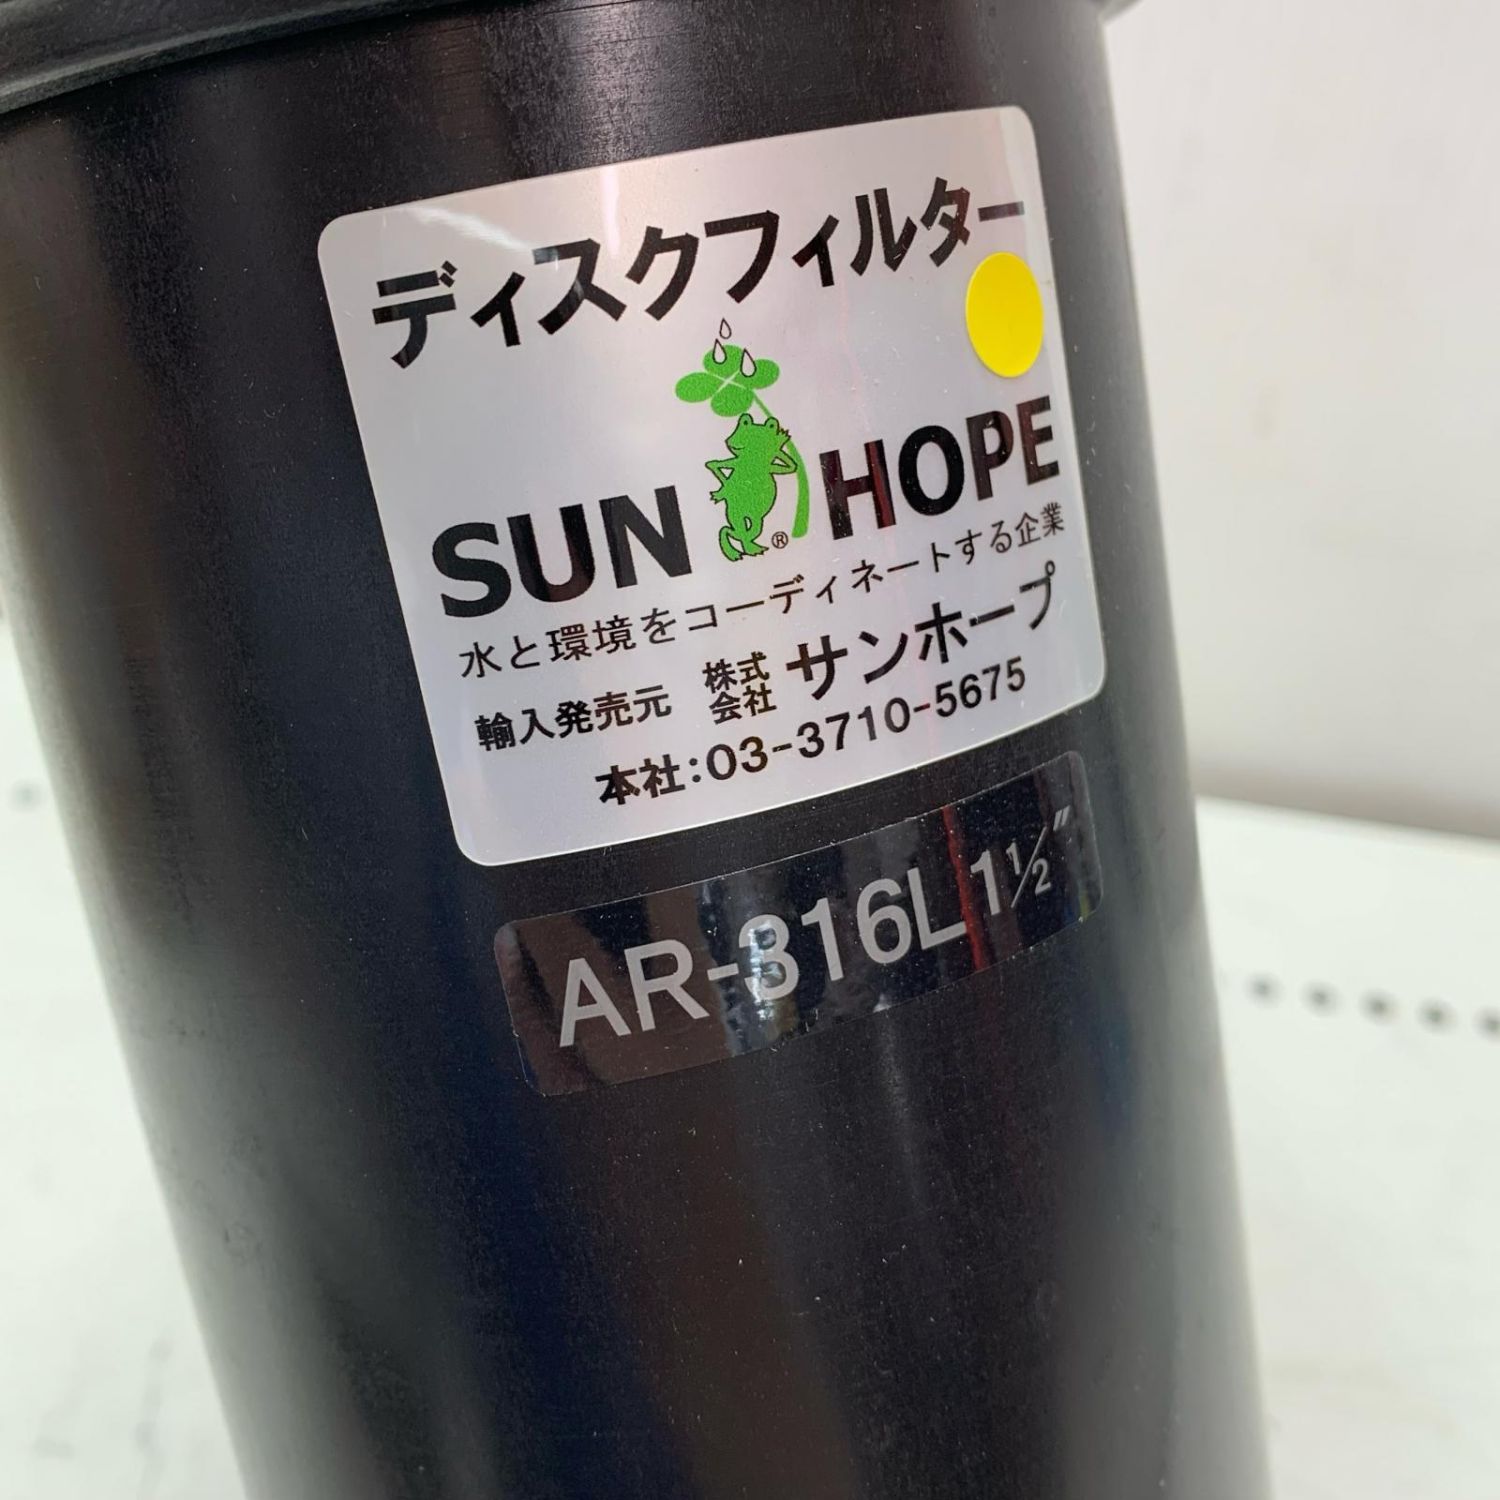 ディスクフィルター
SUN HOPE
®
水と環境をコーディネートする企業
輸入発売元 株式会社 サンホープ
本社:03-3710-5675
AR-316L 1½″